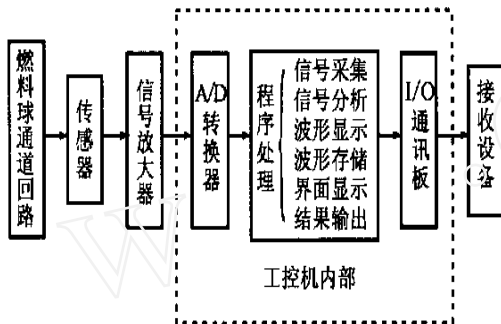 燃料球通道回路
传感器
信号放大器
A/D
转换器
程序处理
信号采集
信号分析
波形显示
波形存储
界面显示
结果输出
I/O
通讯板
接收设备
工控机内部